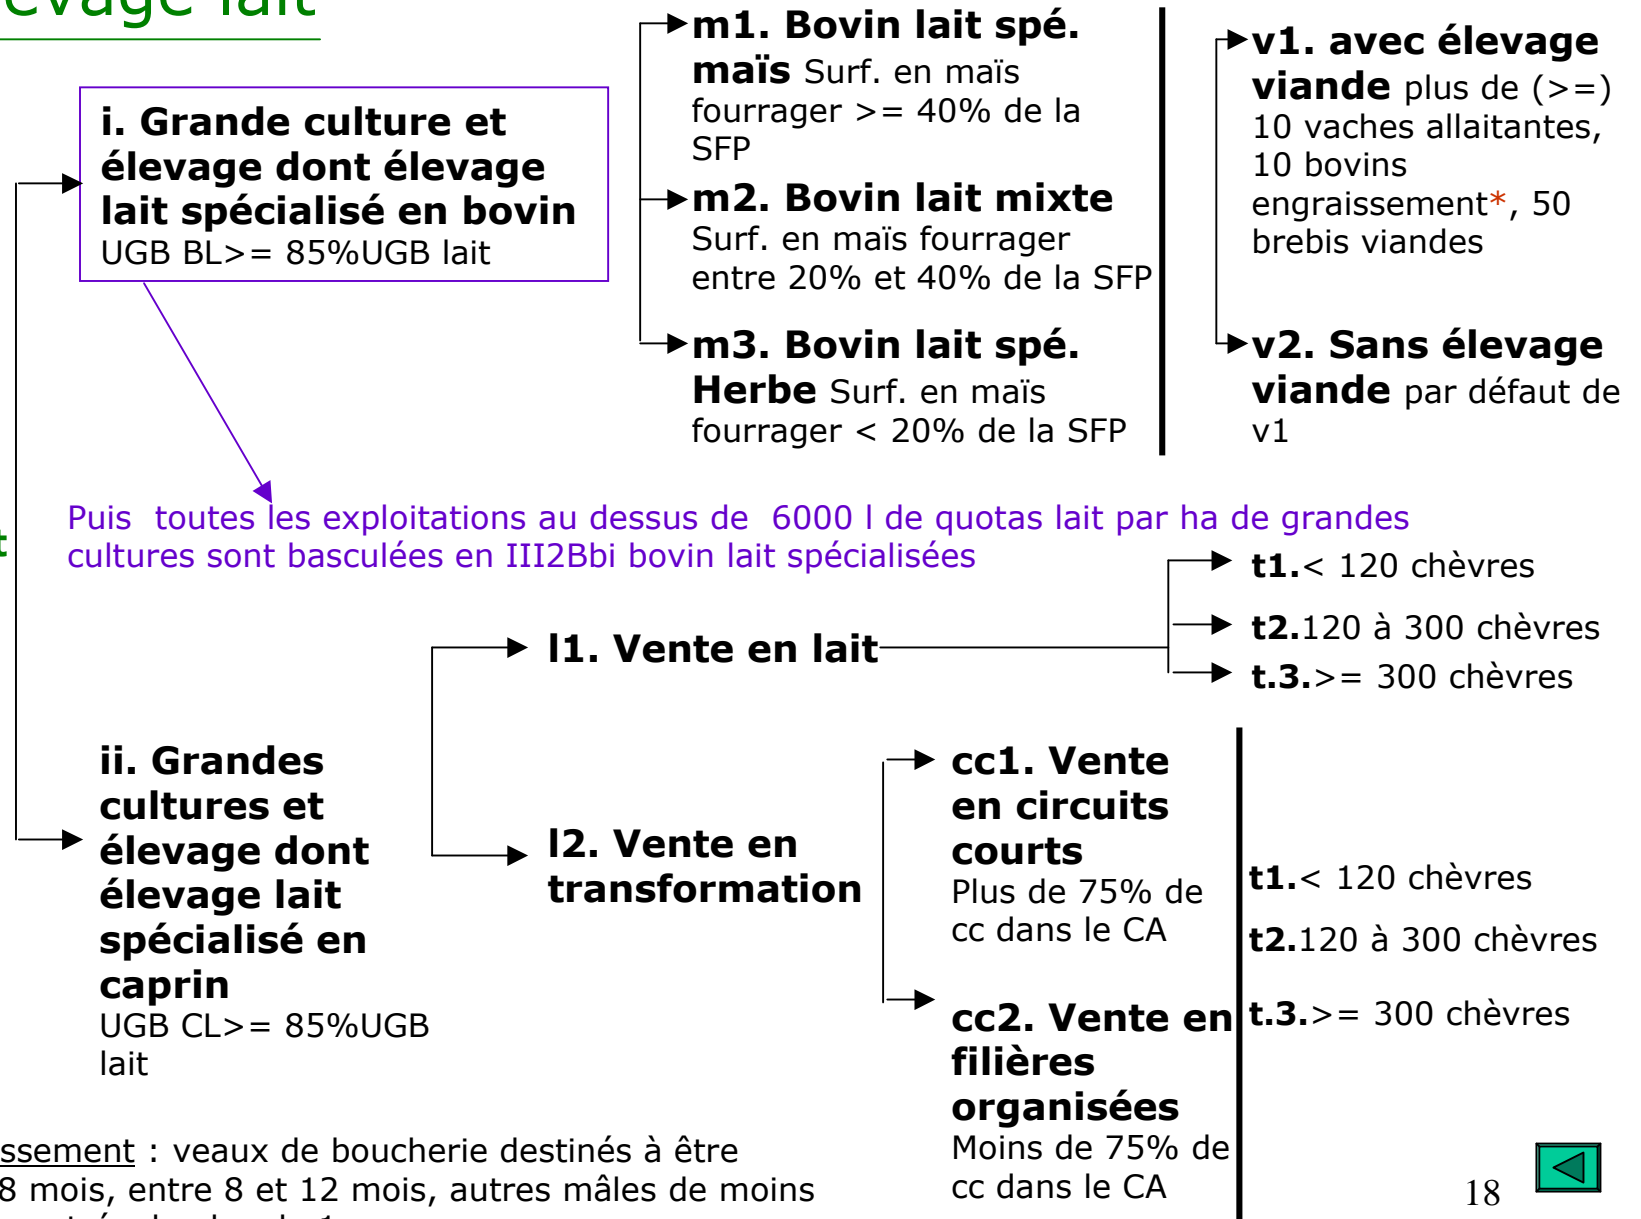 evage lait
i. Grande culture et
élevage dont élevage
lait spécialisé en bovin
UGB BL>= 85%UGB lait
m1. Bovin lait spé.
maïs Surf. en maïs
fourrager >= 40% de la
SFP
m2. Bovin lait mixte
Surf. en maïs fourrager
entre 20% et 40% de la SFP
m3. Bovin lait spé.
Herbe Surf. en maïs
fourrager < 20% de la SFP
v1. avec élevage
viande plus de (>=)
10 vaches allaitantes,
10 bovins
engraissement*, 50
brebis viandes
v2. Sans élevage
viande par défaut de
v1
t
Puis toutes les exploitations au dessus de 6000 l de quotas lait par ha de grandes
cultures sont basculées en III2Bbi bovin lait spécialisées
ii. Grandes
cultures et
élevage dont
élevage lait
spécialisé en
caprin
UGB CL>= 85%UGB
lait
l1. Vente en lait
t1.< 120 chèvres
t2.120 à 300 chèvres
t.3.>= 300 chèvres
l2. Vente en
transformation
cc1. Vente
en circuits
courts
Plus de 75% de
cc dans le CA
cc2. Vente en
filières
organisées
Moins de 75% de
cc dans le CA
t1.< 120 chèvres
t2.120 à 300 chèvres
t.3.>= 300 chèvres
issement : veaux de boucherie destinés à être
8 mois, entre 8 et 12 mois, autres mâles de moins
18